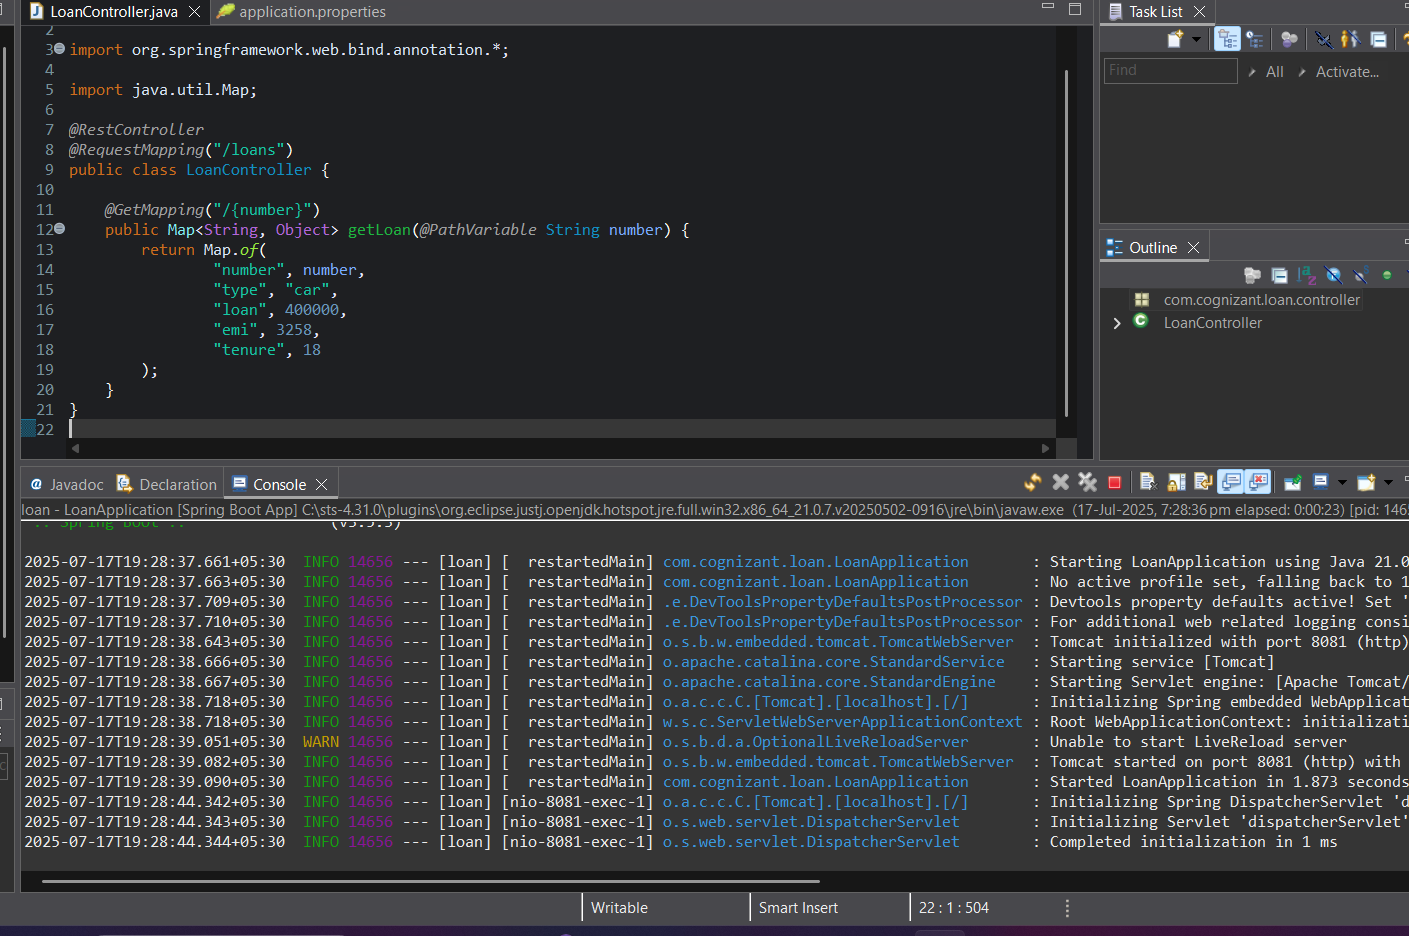 LoanController.java
application.properties
2
3 import org.springframework.web.bind.annotation.*;
4
5 import java.util.Map;
6
7 @RestController
8 @RequestMapping("/loans")
9 public class LoanController {
10
11 @GetMapping("/{number}")
12 public Map<String, Object> getLoan(@PathVariable String number) {
13 return Map.of(
14 "number", number,
15 "type", "car",
16 "loan", 400000,
17 "emi", 3258,
18 "tenure", 18
19 );
20 }
21 }
22
Task List
Find
All
Activate...
Outline
com.cognizant.loan.controller
LoanController
Javadoc
Declaration
Console
loan - LoanApplication [Spring Boot App] C:\sts-4.31.0\plugins\org.eclipse.justj.openjdk.hotspot.jre.full.win32.x86_64_21.0.7.v20250502-0916\jre\bin\javaw.exe (17-Jul-2025, 7:28:36 pm elapsed: 0:00:23) [pid: 1465
:: Spring Boot ::
2025-07-17T19:28:37.661+05:30 INFO 14656 --- [loan] [ restartedMain] com.cognizant.loan.LoanApplication : Starting LoanApplication using Java 21.0
2025-07-17T19:28:37.663+05:30 INFO 14656 --- [loan] [ restartedMain] com.cognizant.loan.LoanApplication : No active profile set, falling back to 1
2025-07-17T19:28:37.709+05:30 INFO 14656 --- [loan] [ restartedMain] .e.DevToolsPropertyDefaultsPostProcessor : Devtools property defaults active! Set '
2025-07-17T19:28:37.710+05:30 INFO 14656 --- [loan] [ restartedMain] .e.DevToolsPropertyDefaultsPostProcessor : For additional web related logging consi
2025-07-17T19:28:38.643+05:30 INFO 14656 --- [loan] [ restartedMain] o.s.b.w.embedded.tomcat.TomcatWebServer : Tomcat initialized with port 8081 (http)
2025-07-17T19:28:38.666+05:30 INFO 14656 --- [loan] [ restartedMain] o.apache.catalina.core.StandardService : Starting service [Tomcat]
2025-07-17T19:28:38.667+05:30 INFO 14656 --- [loan] [ restartedMain] o.apache.catalina.core.StandardEngine : Starting Servlet engine: [Apache Tomcat/
2025-07-17T19:28:38.718+05:30 INFO 14656 --- [loan] [ restartedMain] o.a.c.c.C.[Tomcat].[localhost].[/] : Initializing Spring embedded WebApplicat
2025-07-17T19:28:38.718+05:30 INFO 14656 --- [loan] [ restartedMain] w.s.c.ServletWebServerApplicationContext : Root WebApplicationContext: initializati
2025-07-17T19:28:39.051+05:30 WARN 14656 --- [loan] [ restartedMain] o.s.b.d.a.OptionalLiveReloadServer : Unable to start LiveReload server
2025-07-17T19:28:39.082+05:30 INFO 14656 --- [loan] [ restartedMain] o.s.b.w.embedded.tomcat.TomcatWebServer : Tomcat started on port 8081 (http) with
2025-07-17T19:28:39.090+05:30 INFO 14656 --- [loan] [ restartedMain] com.cognizant.loan.LoanApplication : Started LoanApplication in 1.873 seconds
2025-07-17T19:28:44.342+05:30 INFO 14656 --- [loan] [nio-8081-exec-1] o.a.c.c.C.[Tomcat].[localhost].[/] : Initializing Spring DispatcherServlet 'd
2025-07-17T19:28:44.343+05:30 INFO 14656 --- [loan] [nio-8081-exec-1] o.s.web.servlet.DispatcherServlet : Initializing Servlet 'dispatcherServlet'
2025-07-17T19:28:44.344+05:30 INFO 14656 --- [loan] [nio-8081-exec-1] o.s.web.servlet.DispatcherServlet : Completed initialization in 1 ms
Writable
Smart Insert
22 : 1 : 504